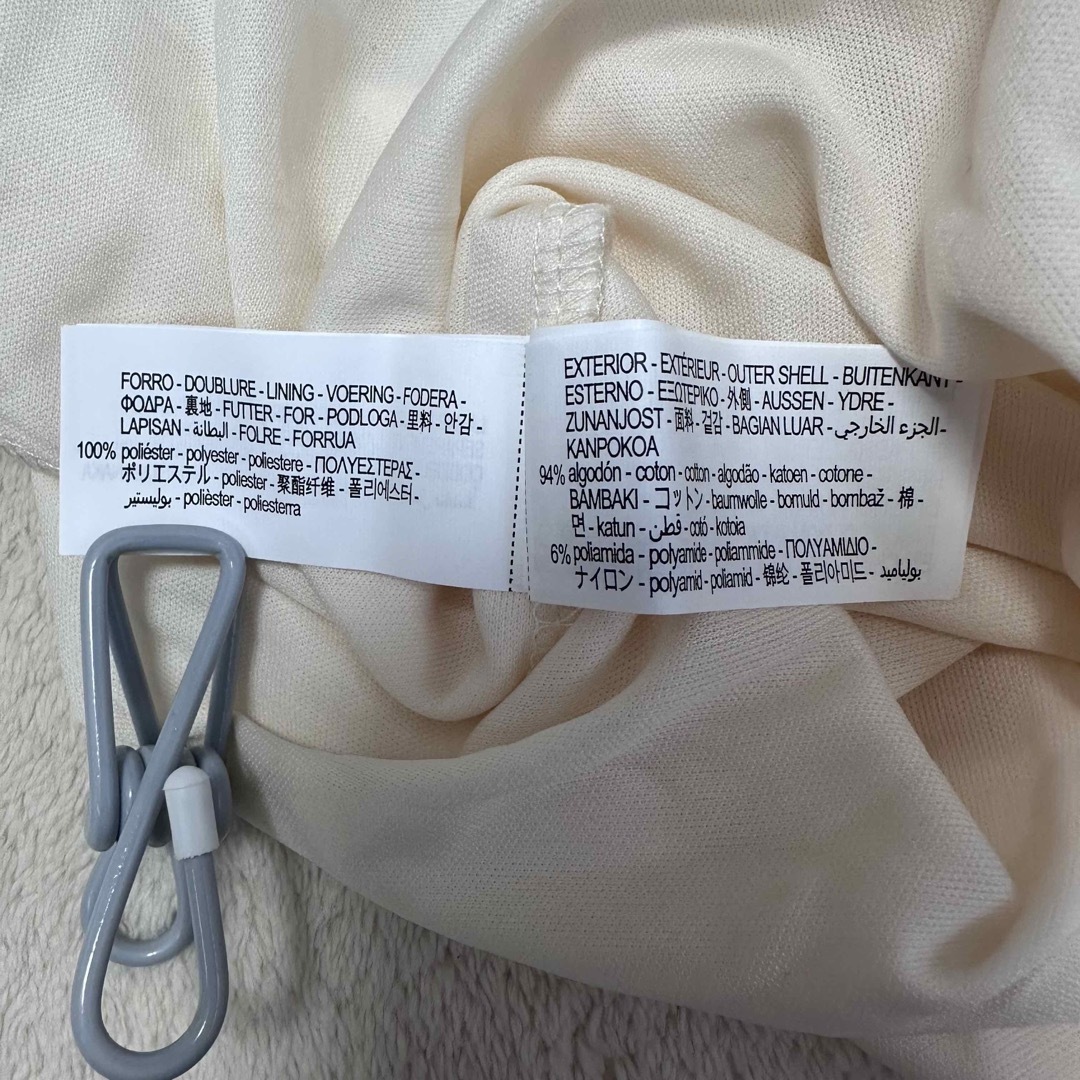 FORRO - DOUBLURE - LINING - VOERING - FODERA -
ΦΟΔΡΑ - 裏地 - FUTTER - FOR - PODLOGA - 里料 - 안감 -
LAPISAN - البطانة - FOLRE - FORRUA
100% poliéster - polyester - poliestere - ΠΟΛΥΕΣΤΕΡΑΣ -
ポリエステル - poliester - 聚酯纤维 - 폴리에스터 -
بوليستير - polièster - poliesterra
EXTERIOR - EXTÉRIEUR - OUTER SHELL - BUITENKANT -
ESTERNO - ΕΞΩΤΕΡΙΚΟ - 外側 - AUSSEN - YDRE -
ZUNANJOST - 面料 - 겉감 - BAGIAN LUAR - الجزء الخارجي -
KANPOKOA
94% algodón - coton - cotton - algodão - katoen - cotone -
BAMBAKI - コットン - baumwolle - bomuld - bombaž - 棉 -
면 - katun - قطن - cotó - kotoia
6% poliamida - polyamide - poliammide - ΠΟΛΥΑΜΙΔΙΟ -
ナイロン - polyamid - poliamid - 锦纶 - 폴리아미드 - بولياميد